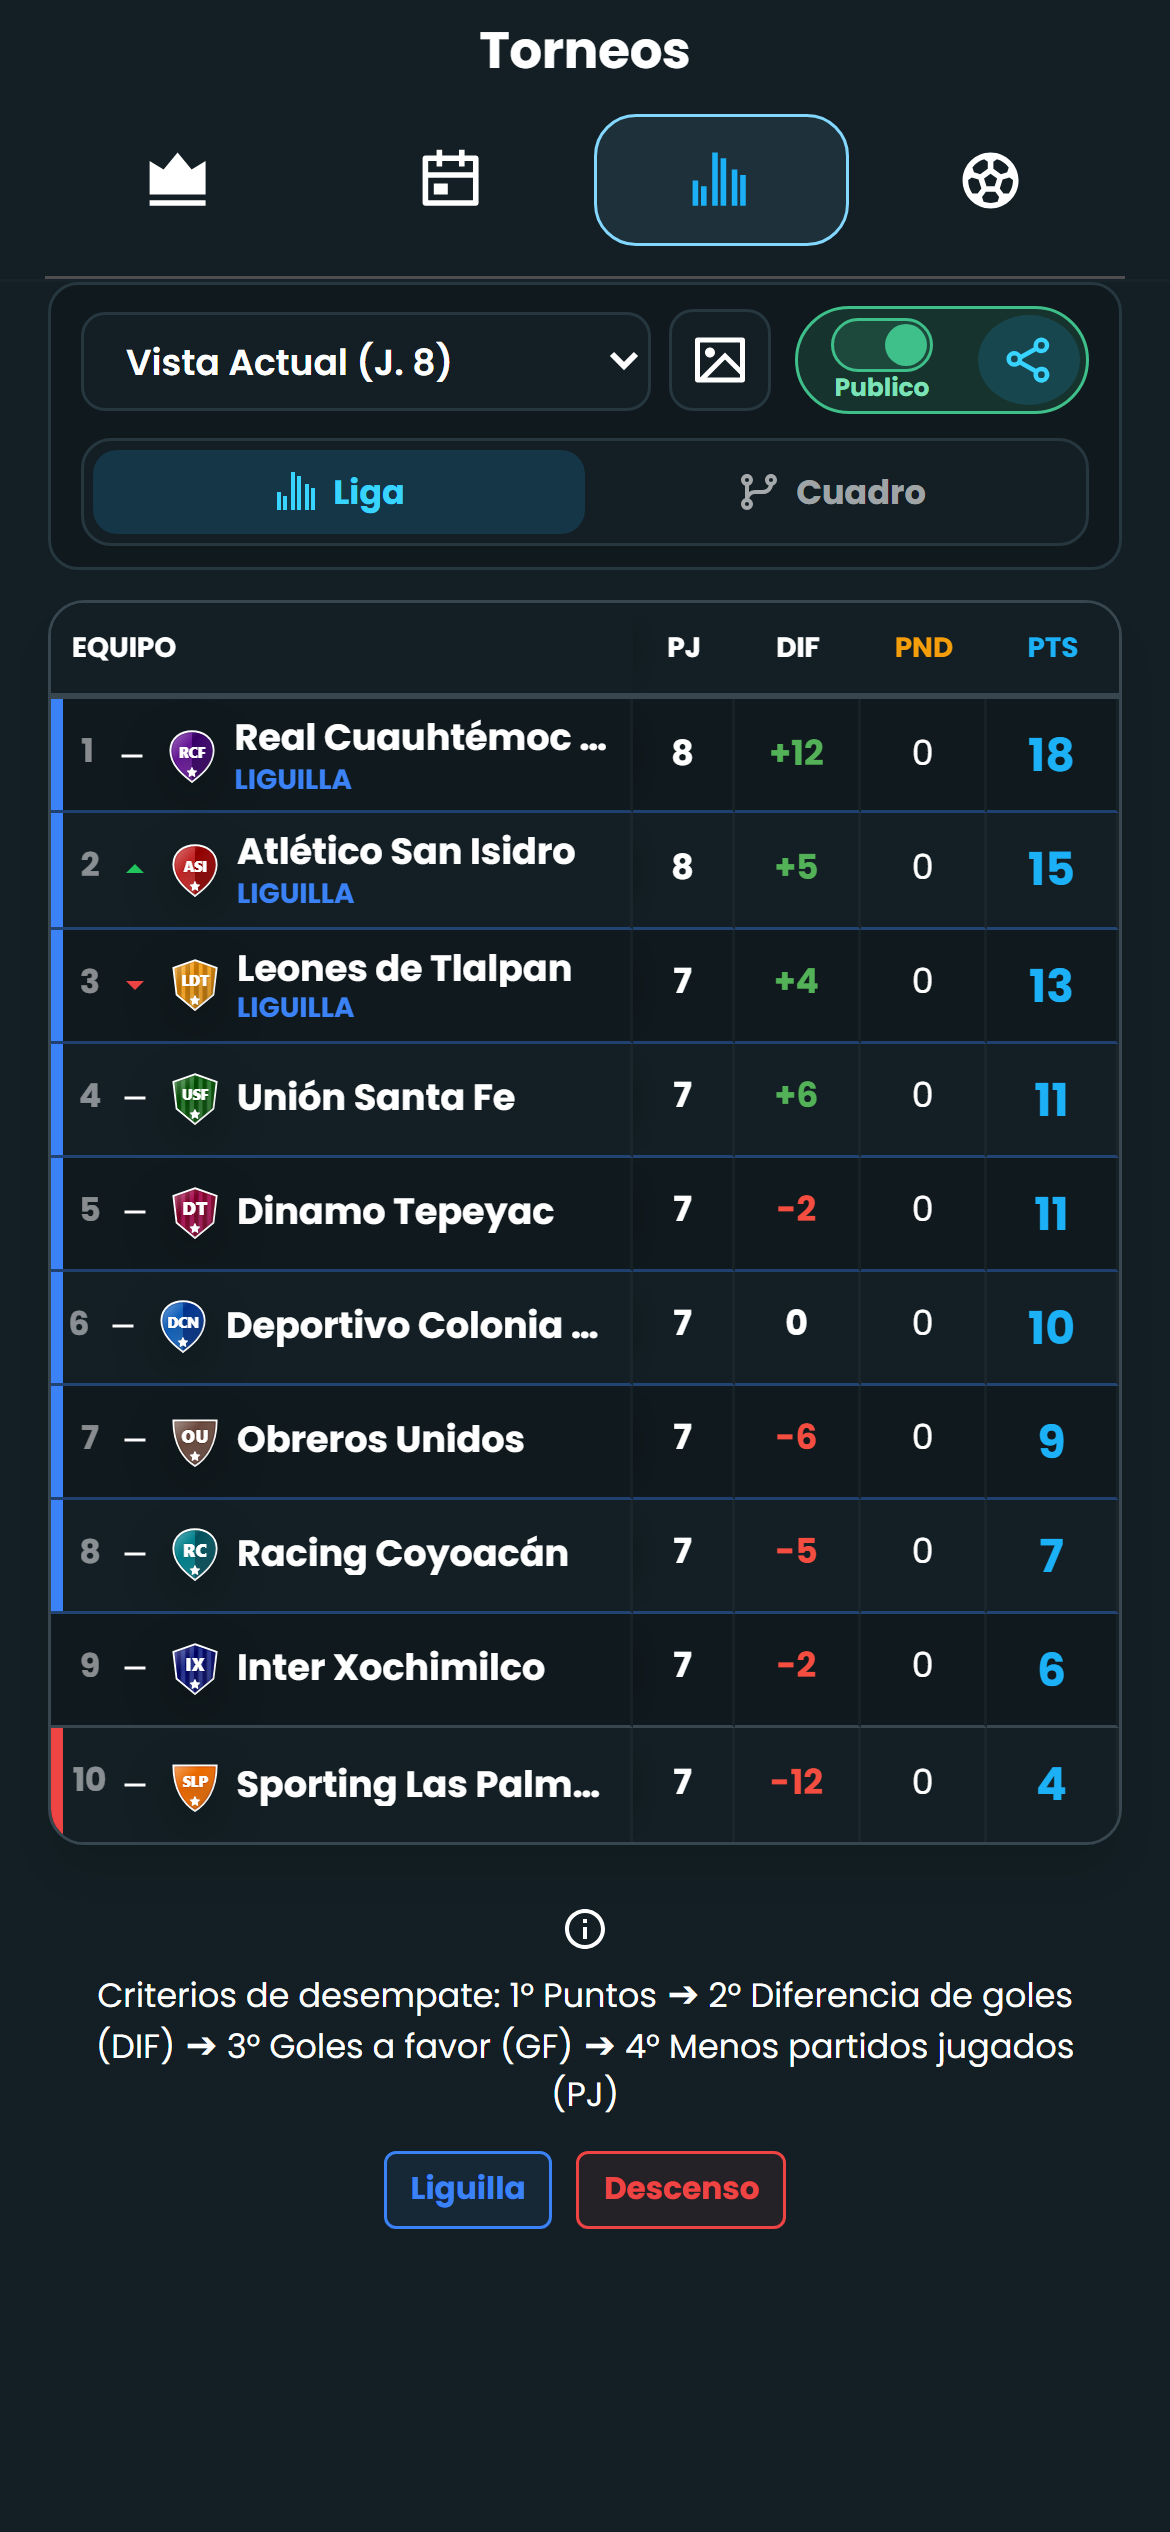 Torneos
Vista Actual (J. 8)
Publico
Liga
Cuadro
EQUIPO PJ DIF PND PTS
1 – RCF Real Cuauhtémoc ... 8 +12 0 18
LIGUILLA
2 ASI Atlético San Isidro 8 +5 0 15
LIGUILLA
3 LDT Leones de Tlalpan 7 +4 0 13
LIGUILLA
4 – USF Unión Santa Fe 7 +6 0 11
5 – DT Dinamo Tepeyac 7 -2 0 11
6 – DCN Deportivo Colonia ... 7 0 0 10
7 – OU Obreros Unidos 7 -6 0 9
8 – RC Racing Coyoacán 7 -5 0 7
9 – IX Inter Xochimilco 7 -2 0 6
10 – SLP Sporting Las Palm... 7 -12 0 4
Criterios de desempate: 1º Puntos ➔ 2º Diferencia de goles
(DIF) ➔ 3º Goles a favor (GF) ➔ 4º Menos partidos jugados
(PJ)
Liguilla
Descenso